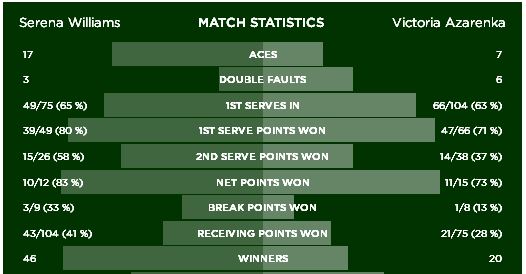 Serena Williams MATCH STATISTICS Victoria Azarenka
17 ACES 7
3 DOUBLE FAULTS 6
49/75 (65 %) 1ST SERVES IN 66/104 (63 %)
39/49 (80 %) 1ST SERVE POINTS WON 47/66 (71 %)
15/26 (58 %) 2ND SERVE POINTS WON 14/38 (37 %)
10/12 (83 %) NET POINTS WON 11/15 (73 %)
3/9 (33 %) BREAK POINTS WON 1/8 (13 %)
43/104 (41 %) RECEIVING POINTS WON 21/75 (28 %)
46 WINNERS 20